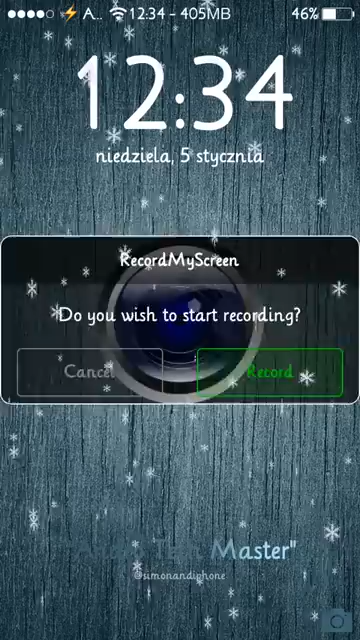 A... 12:34 - 405MB 46%
12:34
niedziela, 5 stycznia
RecordMyScreen
Do you wish to start recording?
Cancel Record
Master"
@simonandiphone